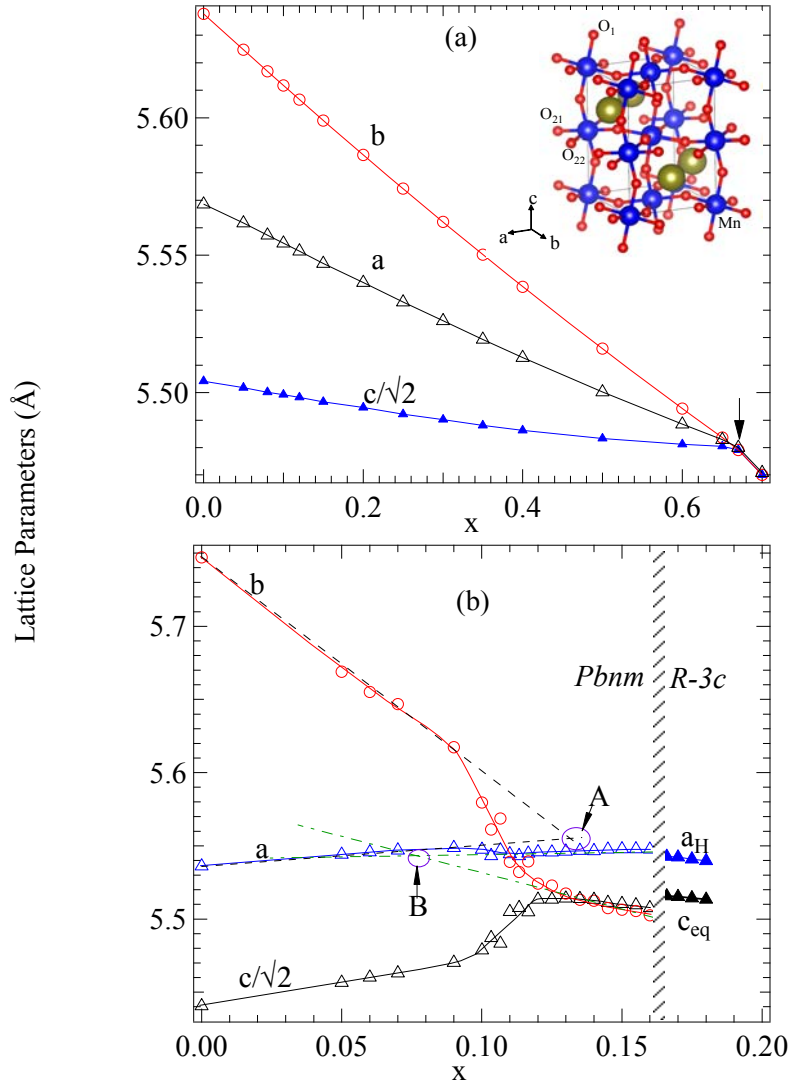 Lattice Parameters (Å)
(a)
O1
O21
O22
Mn
c
a
b
b
a
c/√2
5.60
5.55
5.50
0.0 0.2 0.4 0.6
x
(b)
b
Pbnm R-3c
A
a
aH
B
ceq
c/√2
5.7
5.6
5.5
0.00 0.05 0.10 0.15 0.20
x